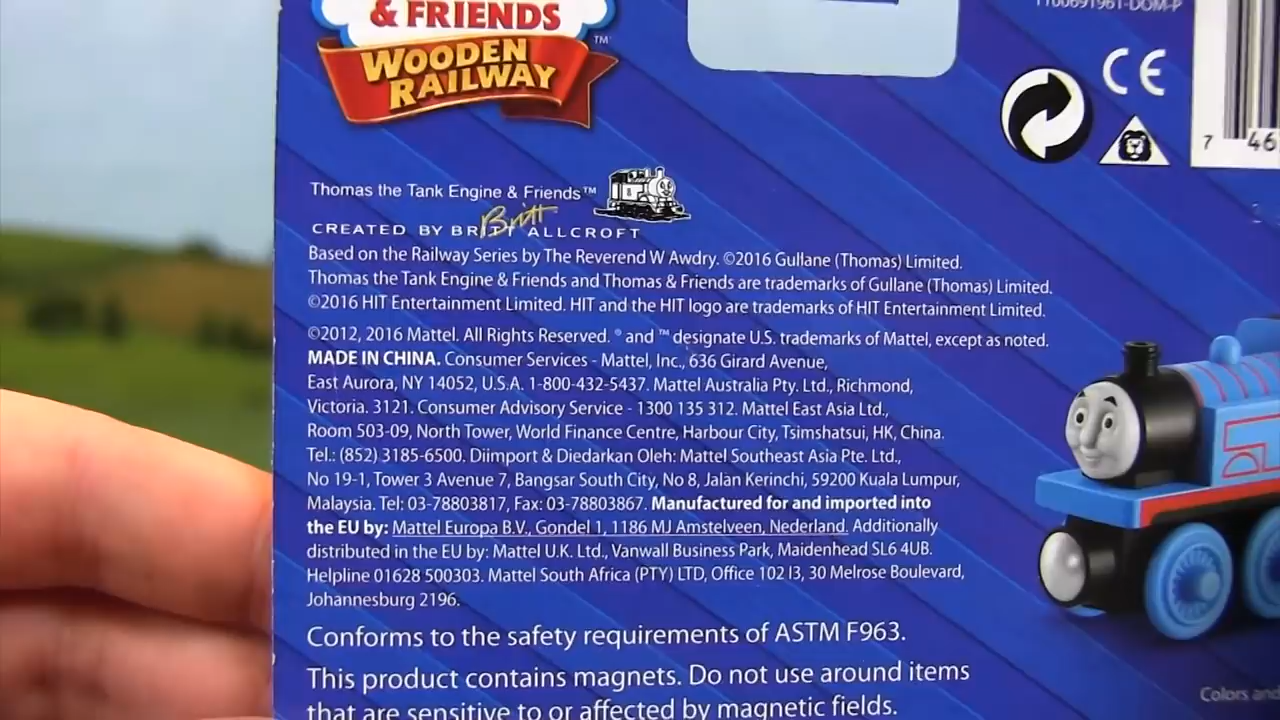 & FRIENDS
WOODEN
RAILWAY ™
1100691961-DOM-P
CE
7 46
Thomas the Tank Engine & Friends™
CREATED BY BRITT ALLCROFT
Britt
Based on the Railway Series by The Reverend W Awdry. ©2016 Gullane (Thomas) Limited.
Thomas the Tank Engine & Friends and Thomas & Friends are trademarks of Gullane (Thomas) Limited.
©2016 HIT Entertainment Limited. HIT and the HIT logo are trademarks of HIT Entertainment Limited.
©2012, 2016 Mattel. All Rights Reserved. ® and ™ designate U.S. trademarks of Mattel, except as noted.
MADE IN CHINA. Consumer Services - Mattel, Inc., 636 Girard Avenue,
East Aurora, NY 14052, U.S.A. 1-800-432-5437. Mattel Australia Pty. Ltd., Richmond,
Victoria. 3121. Consumer Advisory Service - 1300 135 312. Mattel East Asia Ltd.,
Room 503-09, North Tower, World Finance Centre, Harbour City, Tsimshatsui, HK, China.
Tel.: (852) 3185-6500. Diimport & Diedarkan Oleh: Mattel Southeast Asia Pte. Ltd.,
No 19-1, Tower 3 Avenue 7, Bangsar South City, No 8, Jalan Kerinchi, 59200 Kuala Lumpur,
Malaysia. Tel: 03-78803817, Fax: 03-78803867. Manufactured for and imported into
the EU by: Mattel Europa B.V., Gondel 1, 1186 MJ Amstelveen, Nederland. Additionally
distributed in the EU by: Mattel U.K. Ltd., Vanwall Business Park, Maidenhead SL6 4UB.
Helpline 01628 500303. Mattel South Africa (PTY) LTD, Office 102 I3, 30 Melrose Boulevard,
Johannesburg 2196.
Conforms to the safety requirements of ASTM F963.
This product contains magnets. Do not use around items
that are sensitive to or affected by magnetic fields.
Colors and